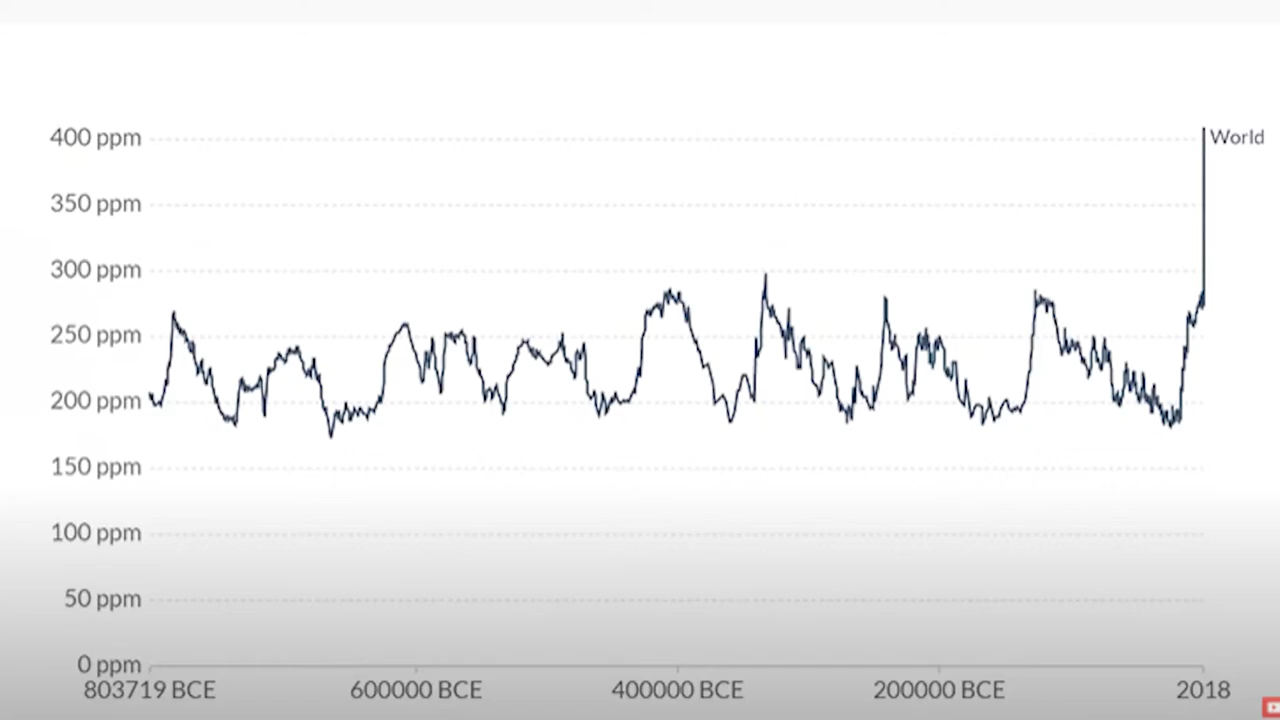 400 ppm
World
350 ppm
300 ppm
250 ppm
200 ppm
150 ppm
100 ppm
50 ppm
0 ppm
803719 BCE 600000 BCE 400000 BCE 200000 BCE 2018